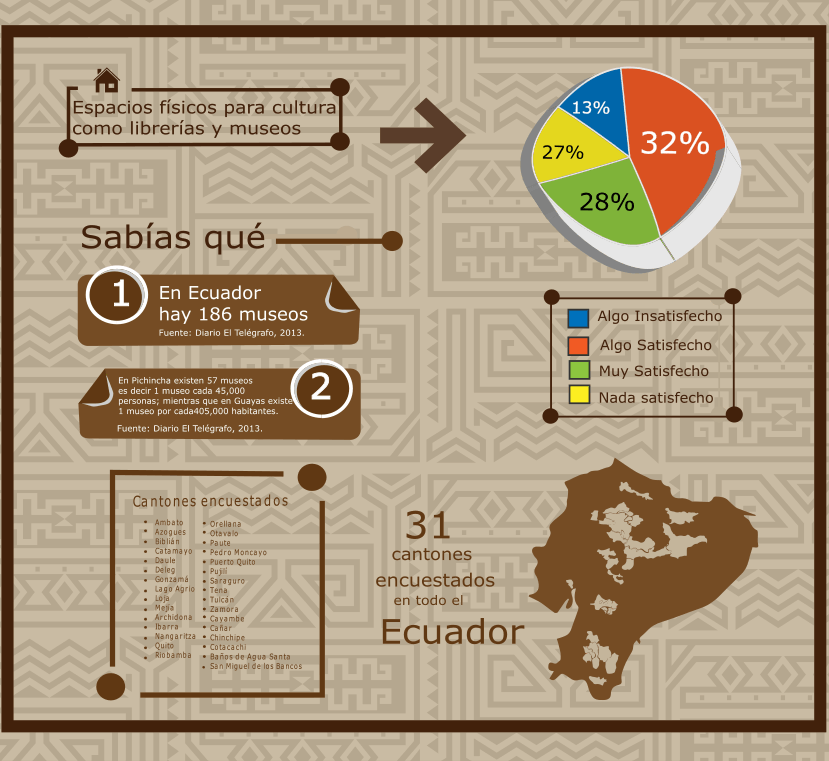 Espacios físicos para cultura
como librerías y museos
13%
32%
27%
28%
Sabías qué
1
En Ecuador
hay 186 museos
Fuente: Diario El Telégrafo, 2013.
2
En Pichincha existen 57 museos
es decir 1 museo cada 45,000
personas; mientras que en Guayas existe
1 museo por cada405,000 habitantes.
Fuente: Diario El Telégrafo, 2013.
Algo Insatisfecho
Algo Satisfecho
Muy Satisfecho
Nada satisfecho
Cantones encuestados
Ambato
Azogues
Biblián
Catamayo
Daule
Deleg
Gonzamá
Lago Agrio
Loja
Mejía
Archidona
Ibarra
Nangaritza
Quito
Riobamba
Orellana
Otavalo
Paute
Pedro Moncayo
Puerto Quito
Pujilí
Saraguro
Tena
Tulcán
Zamora
Cayambe
Cañar
Chinchipe
Cotacachi
Baños de Agua Santa
San Miguel de los Bancos
31
cantones
encuestados
en todo el
Ecuador